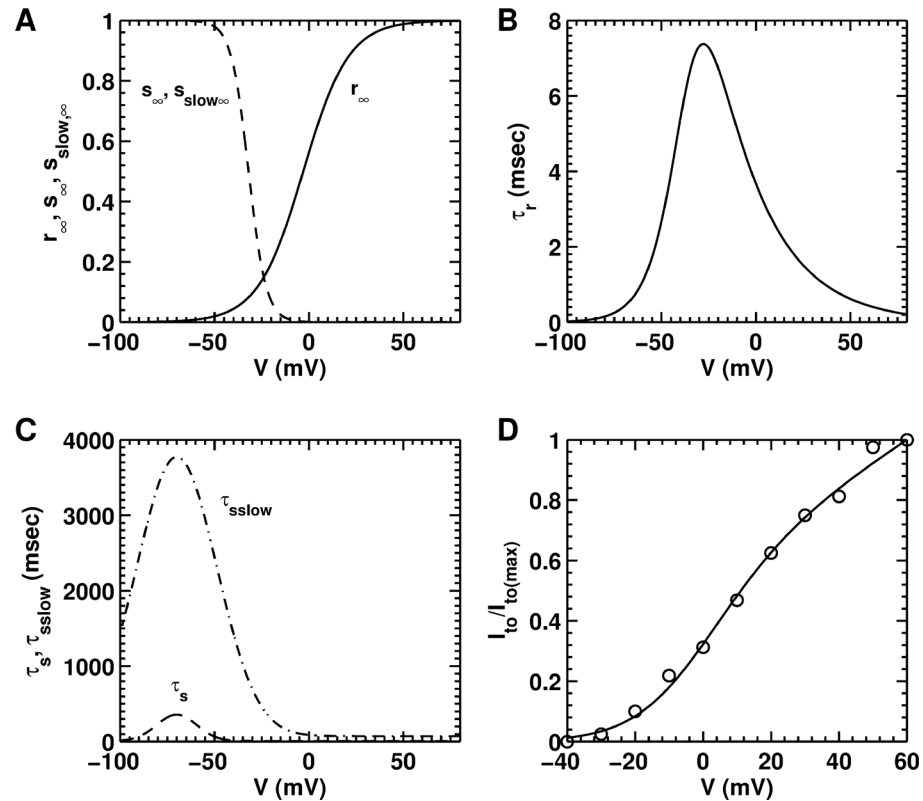 A
1
0.8
0.6
0.4
0.2
0
−100
−50
0
50
V (mV)
r∞, s∞, sslow,∞
s∞, sslow∞
r∞
B
8
6
4
2
0
−100
−50
0
50
V (mV)
τr (msec)
C
4000
3000
2000
1000
0
−100
−50
0
50
V (mV)
τs, τsslow (msec)
τsslow
τs
D
1
0.8
0.6
0.4
0.2
0
−40
−20
0
20
40
60
V (mV)
Ito/Ito(max)